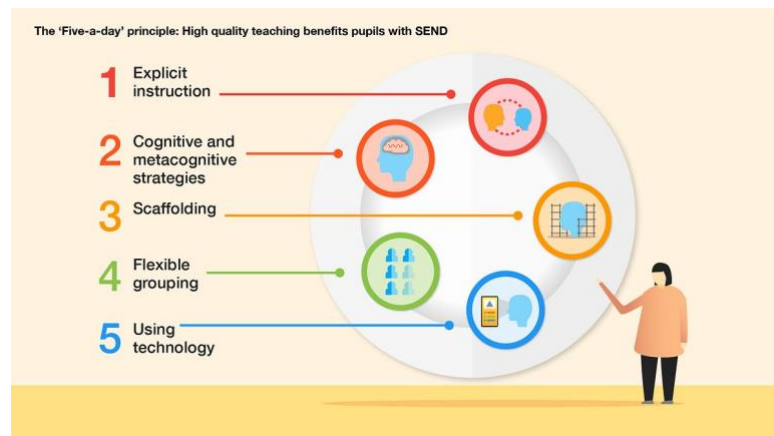 The 'Five-a-day' principle: High quality teaching benefits pupils with SEND
1 Explicit
instruction
2 Cognitive and
metacognitive
strategies
3 Scaffolding
4 Flexible
grouping
5 Using
technology